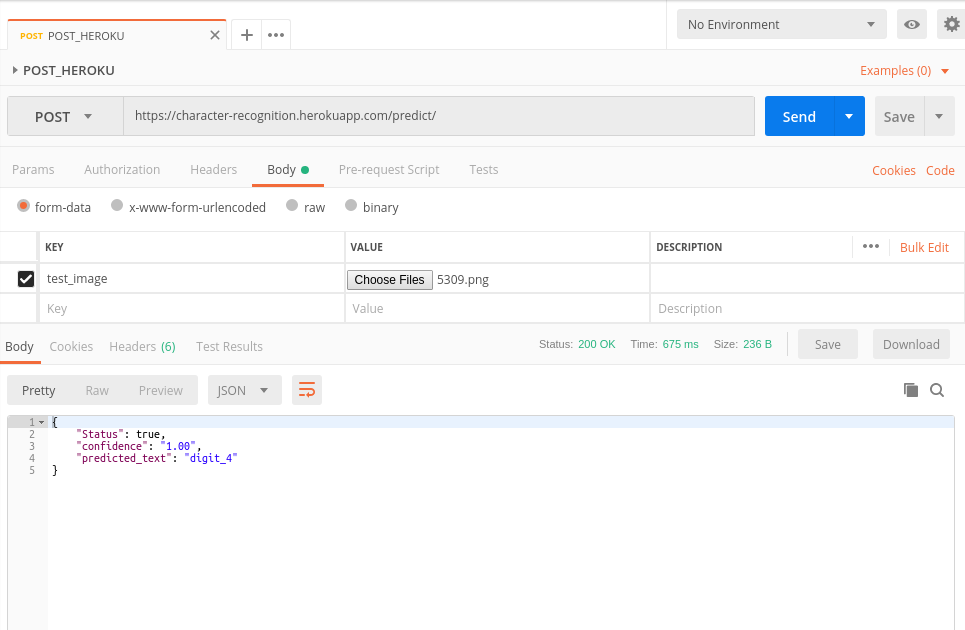 POST POST_HEROKU
No Environment
POST_HEROKU
Examples (0)
POST https://character-recognition.herokuapp.com/predict/ Send Save
Params Authorization Headers Body Pre-request Script Tests Cookies Code
form-data x-www-form-urlencoded raw binary
KEY VALUE DESCRIPTION Bulk Edit
test_image Choose Files 5309.png
Key Value Description
Body Cookies Headers (6) Test Results Status: 200 OK Time: 675 ms Size: 236 B Save Download
Pretty Raw Preview JSON
1 {
2 "Status": true,
3 "confidence": "1.00",
4 "predicted_text": "digit_4"
5 }